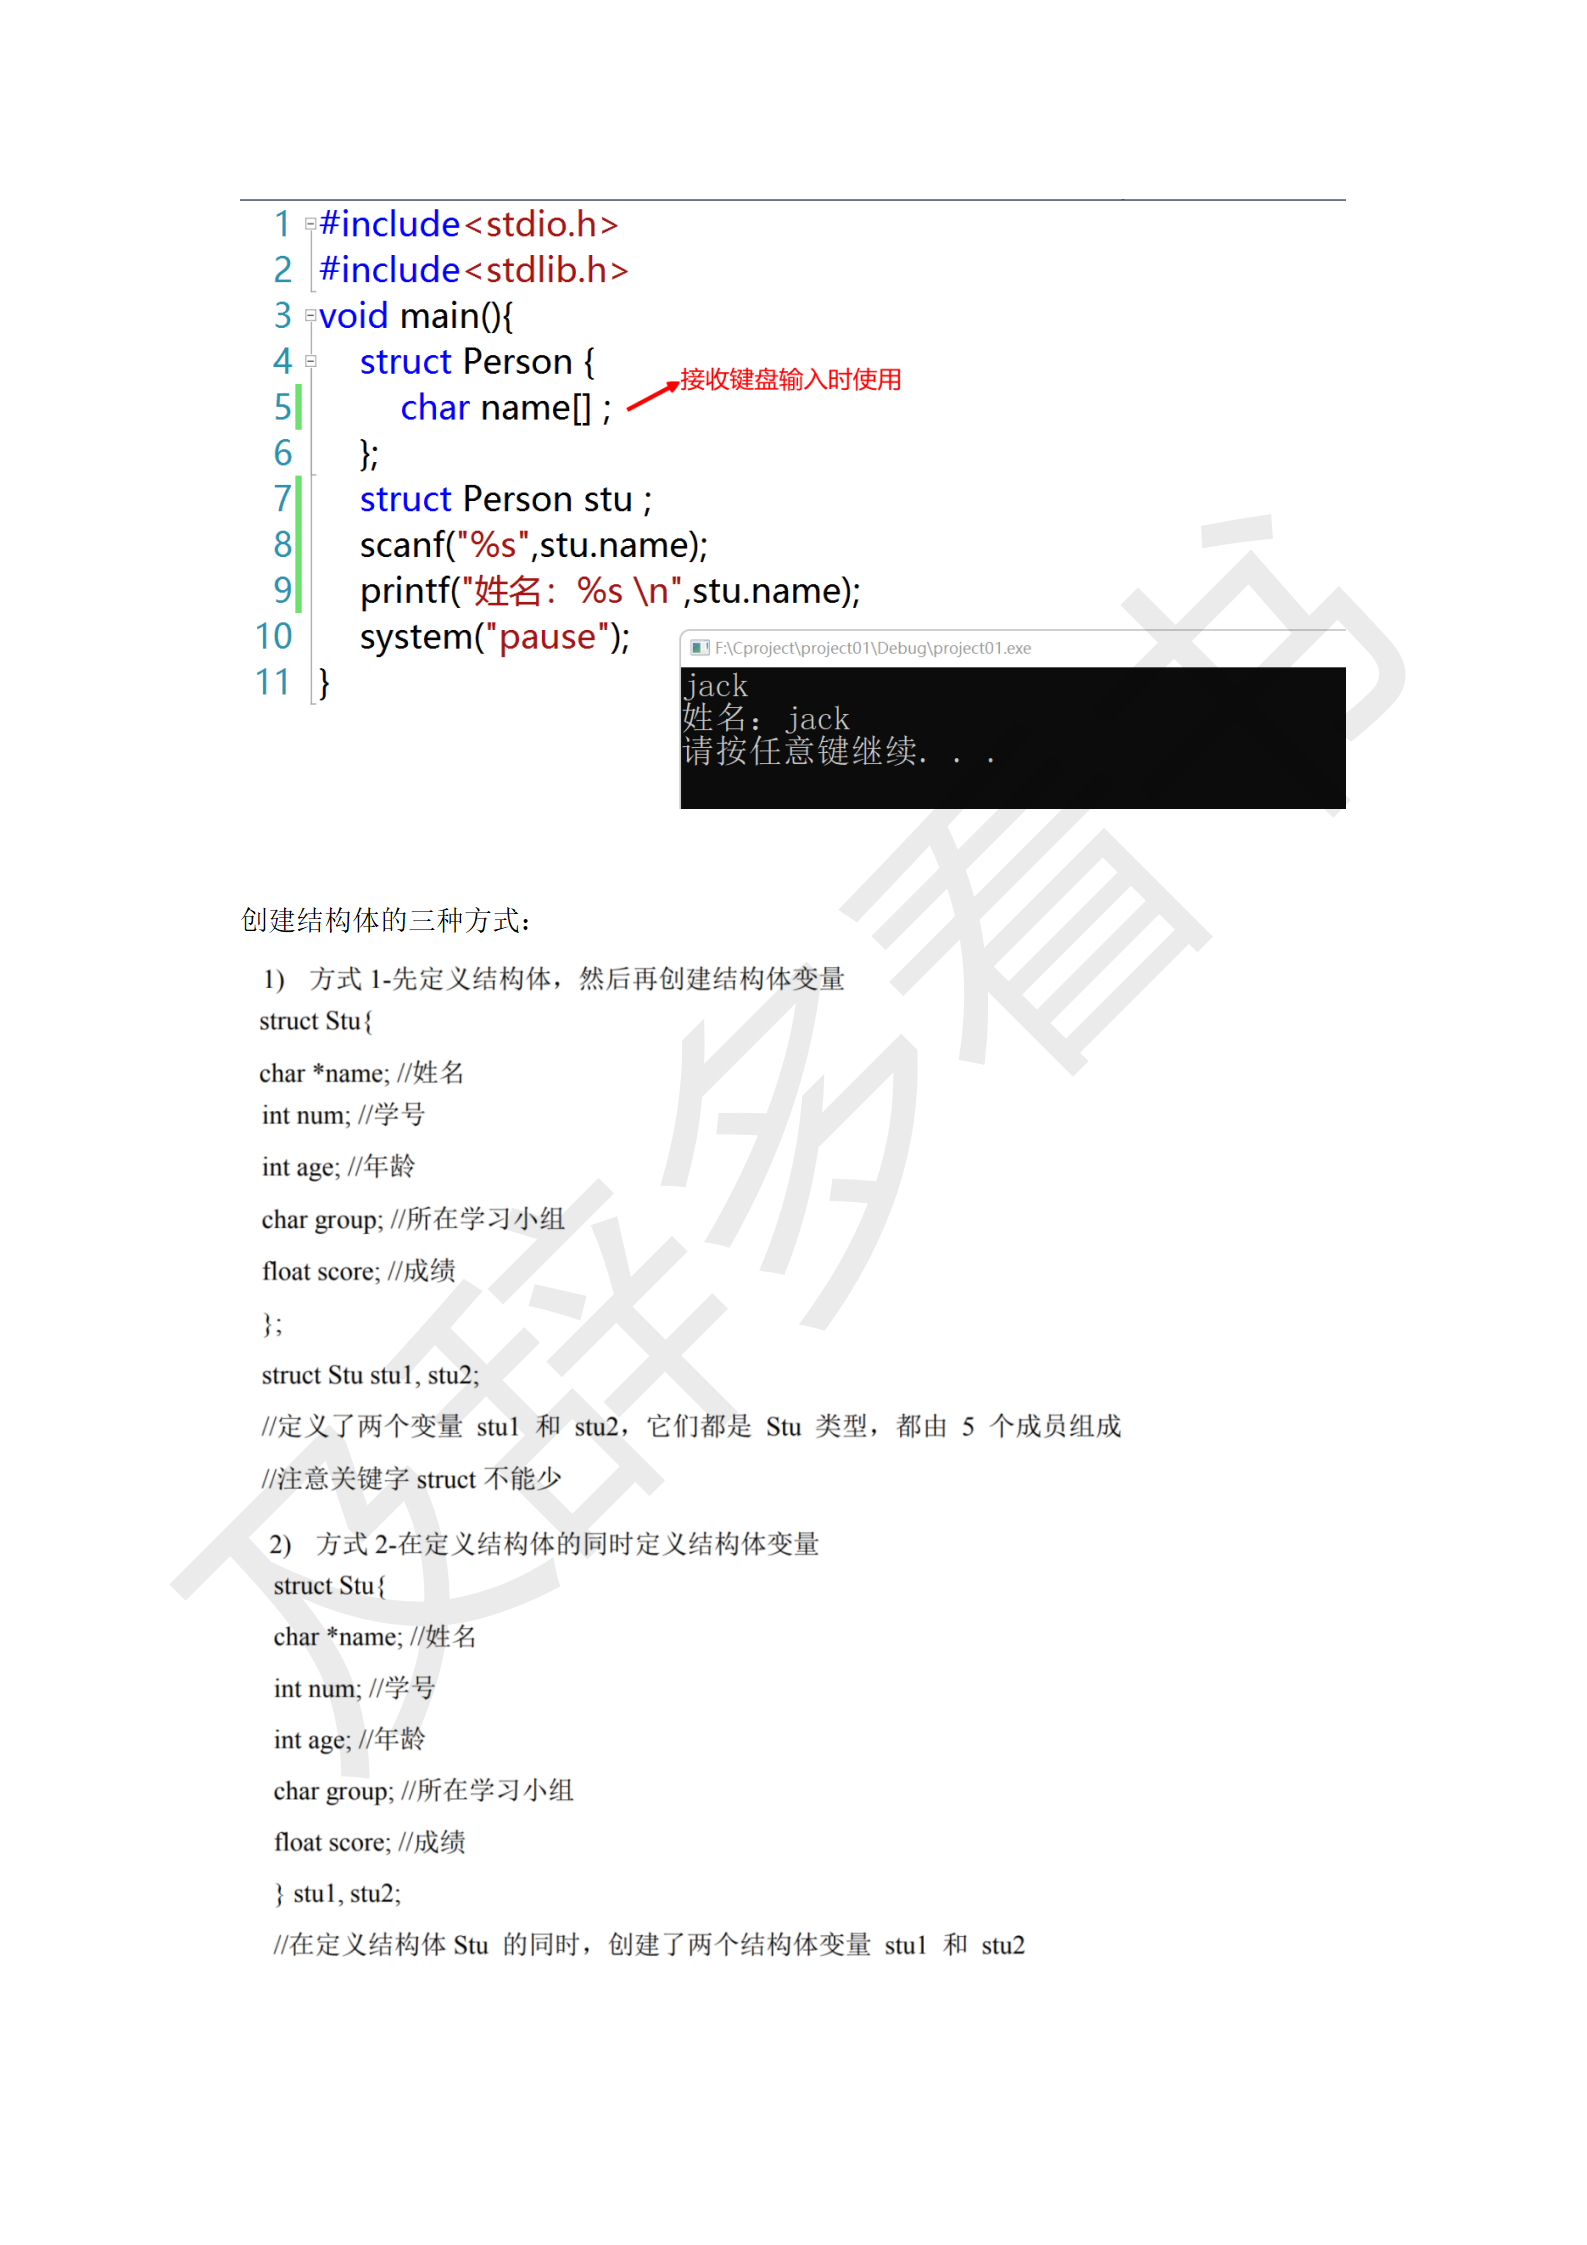 1 #include<stdio.h>
2 #include<stdlib.h>
3 void main(){
4 struct Person {
接收键盘输入时使用
5 char name[] ;
6 };
7 struct Person stu ;
8 scanf("%s",stu.name);
9 printf("姓名：%s \n",stu.name);
10 system("pause");
11 }
F:\Cproject\project01\Debug\project01.exe
jack
姓名：jack
请按任意键继续. . .
创建结构体的三种方式：
1) 方式 1-先定义结构体，然后再创建结构体变量
struct Stu{
char *name; //姓名
int num; //学号
int age; //年龄
char group; //所在学习小组
float score; //成绩
};
struct Stu stu1, stu2;
//定义了两个变量 stu1 和 stu2，它们都是 Stu 类型，都由 5 个成员组成
//注意关键字 struct 不能少
2) 方式 2-在定义结构体的同时定义结构体变量
struct Stu{
char *name; //姓名
int num; //学号
int age; //年龄
char group; //所在学习小组
float score; //成绩
} stu1, stu2;
//在定义结构体 Stu 的同时，创建了两个结构体变量 stu1 和 stu2
及辞多看书